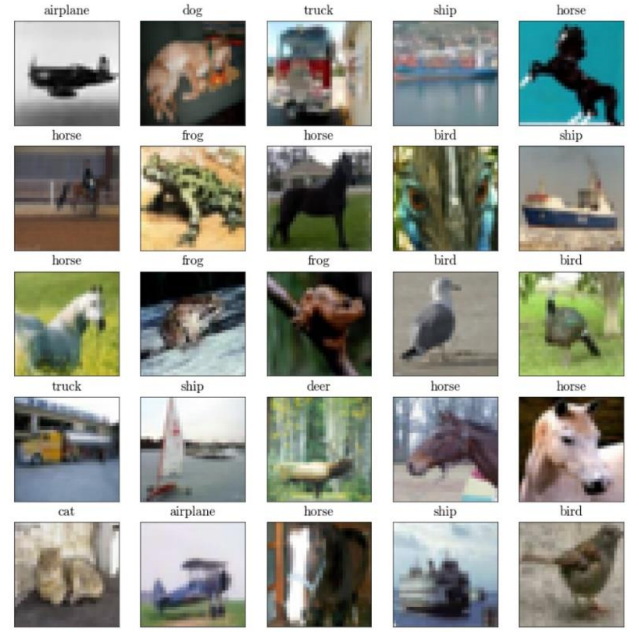 airplane dog truck ship horse
horse frog horse bird ship
horse frog frog bird bird
truck ship deer horse horse
cat airplane horse ship bird